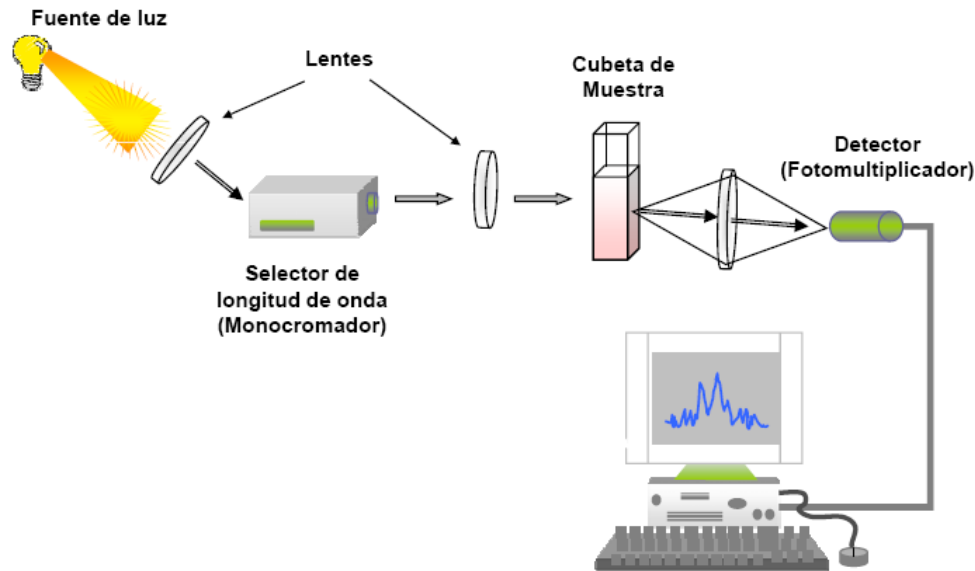 Fuente de luz
Lentes
Cubeta de
Muestra
Detector
(Fotomultiplicador)
Selector de
longitud de onda
(Monocromador)